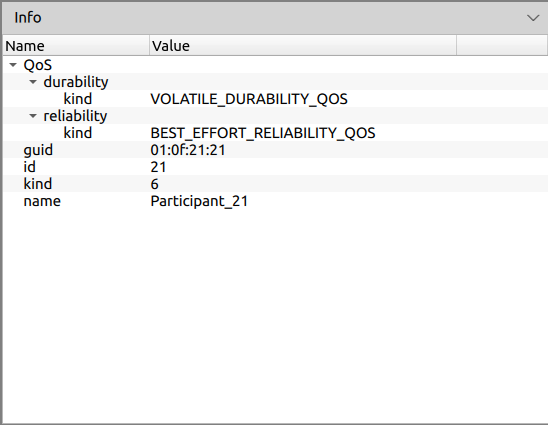 Info
Name Value
QoS
durability
kind VOLATILE_DURABILITY_QOS
reliability
kind BEST_EFFORT_RELIABILITY_QOS
guid 01:0f:21:21
id 21
kind 6
name Participant_21